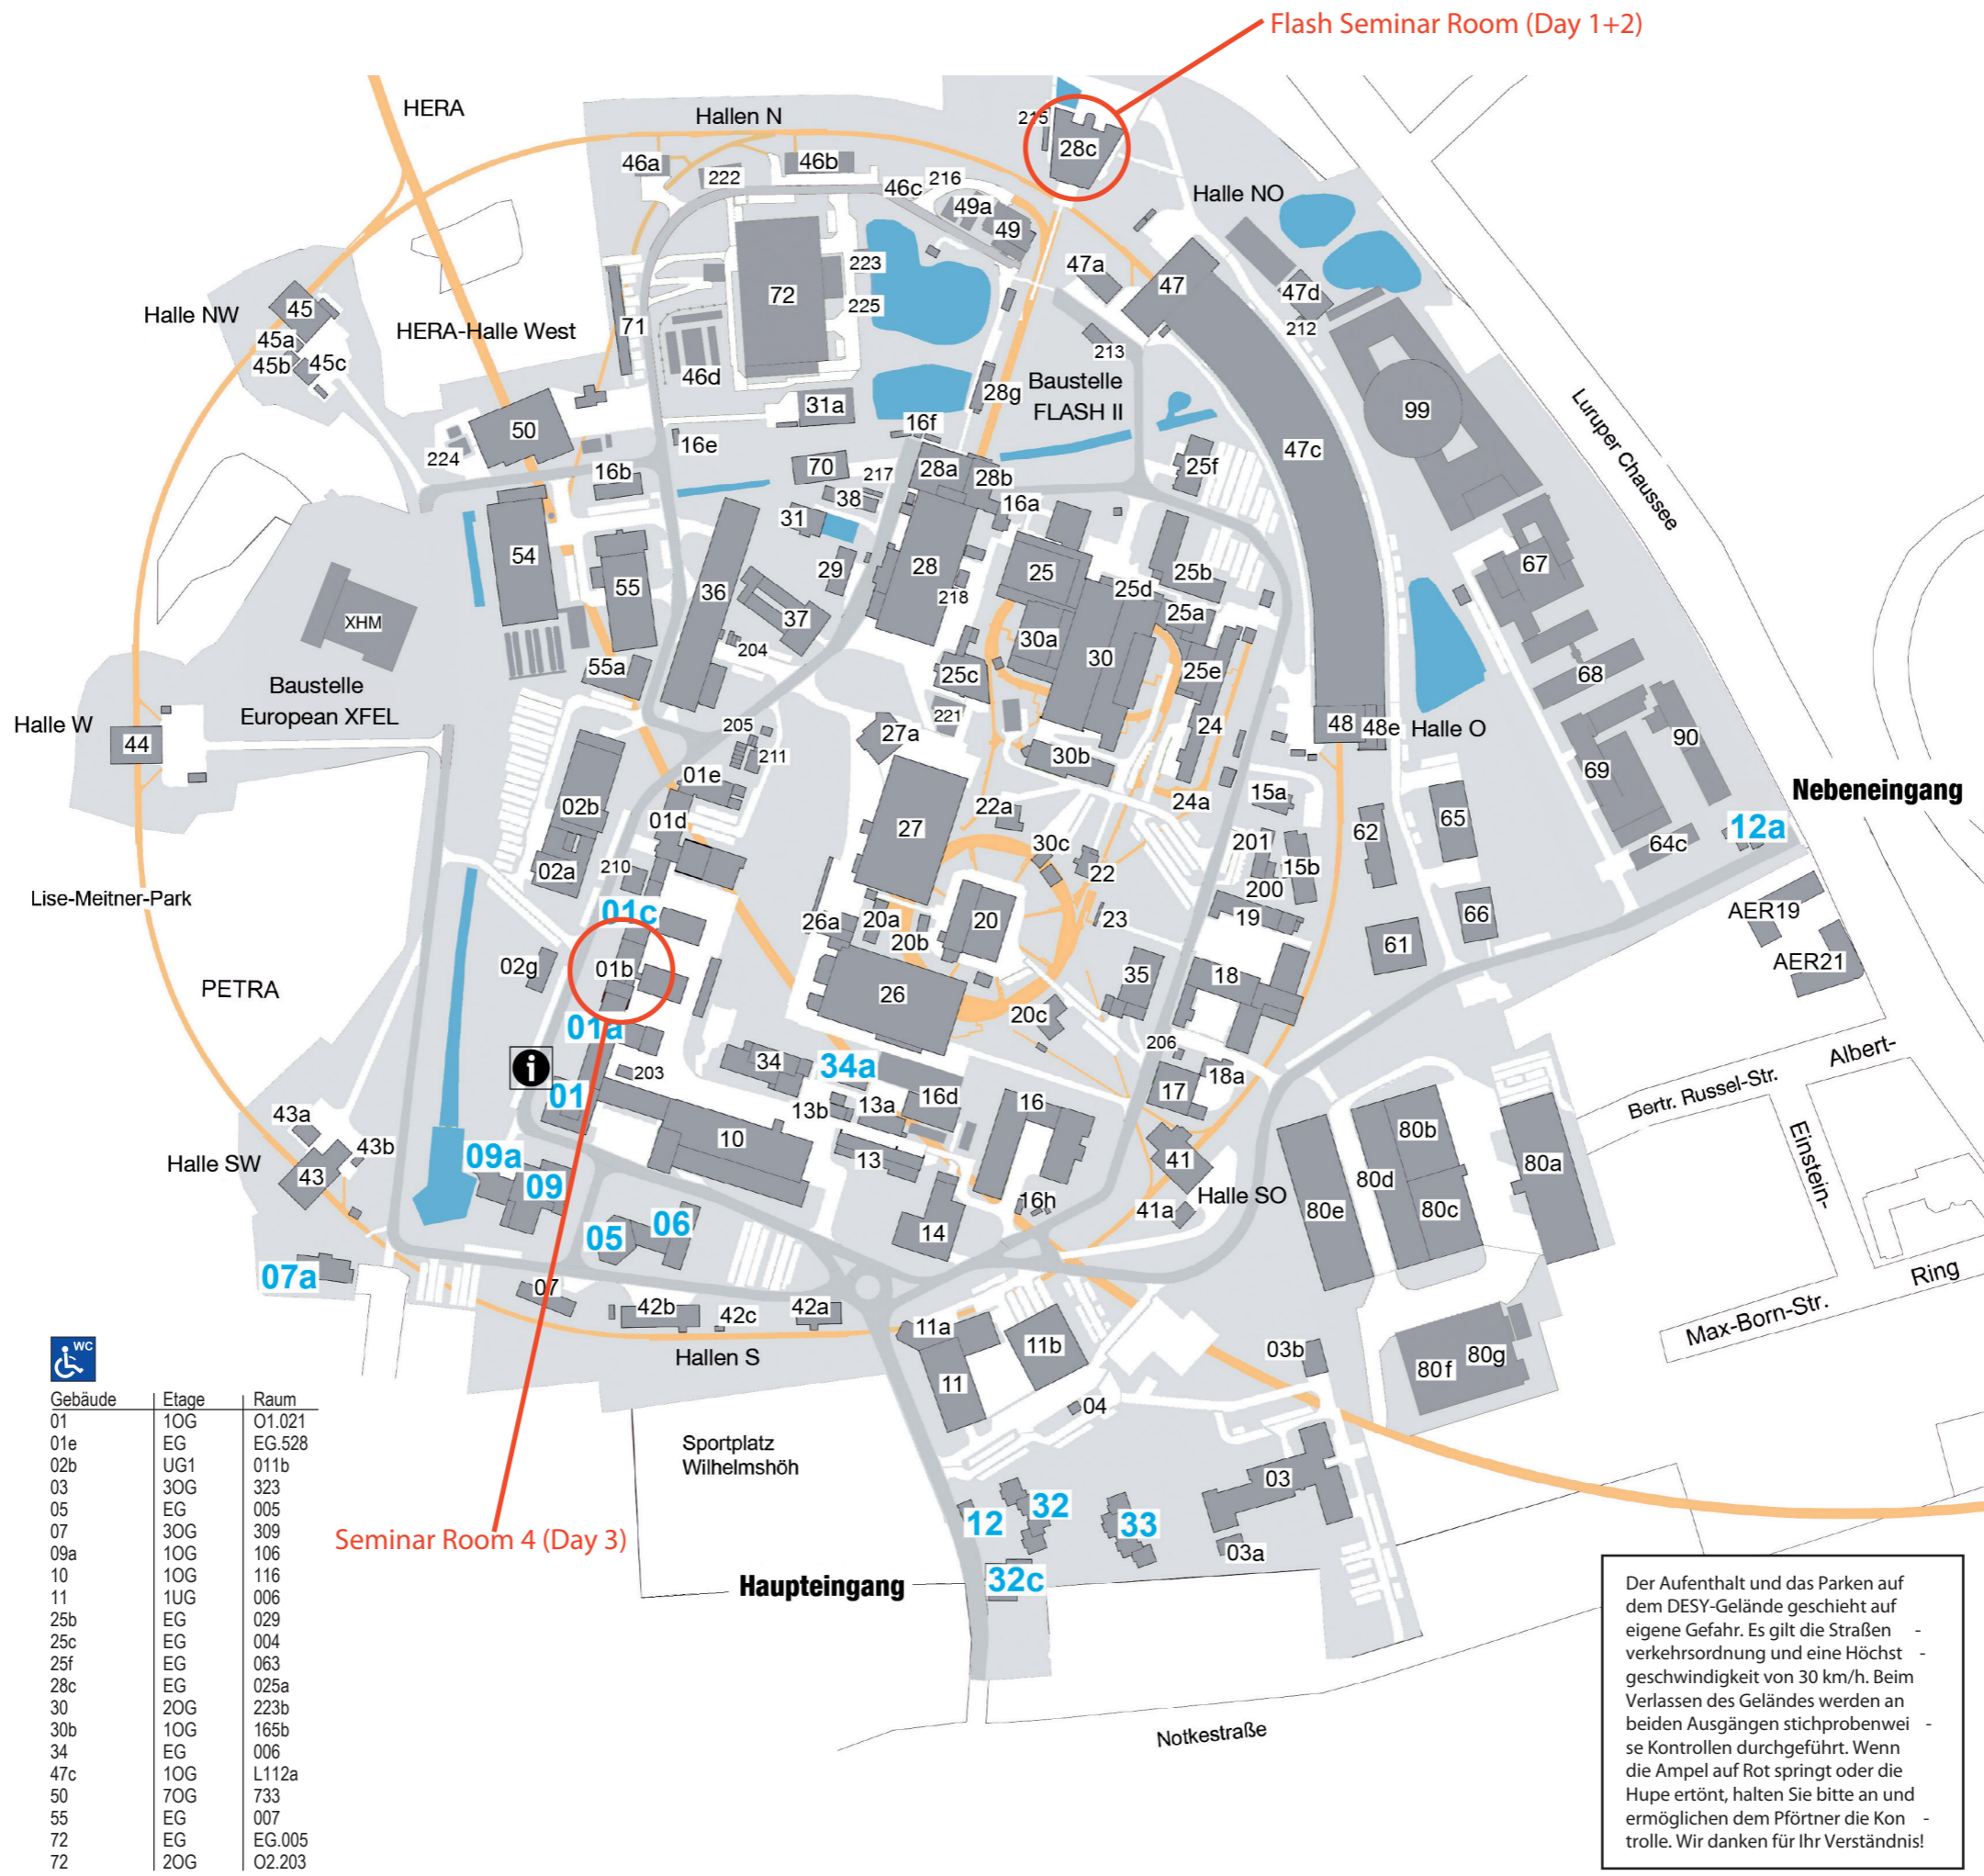 Flash Seminar Room (Day 1+2)
HERA
Hallen N
215
28c
46a
222
46b
46c
216
49a
49
Halle NO
47a
47
47d
212
223
72
225
Halle NW
45
45a
45b
45c
HERA-Halle West
71
46d
213
28g
Baustelle
FLASH II
99
Luruper Chaussee
31a
16f
50
224
16b
16e
70
217
28a
28b
25f
47c
38
16a
31
54
55
36
29
28
218
25
25d
25b
67
XHM
37
204
30a
30
25a
25e
55a
25c
68
Baustelle
European XFEL
Halle W
44
205
211
221
27a
24
48
48e
Halle O
90
30b
69
01e
02b
01d
22a
24a
15a
Nebeneingang
12a
27
30c
62
65
64c
02a
210
22
201
15b
200
Lise-Meitner-Park
01c
26a
20a
20b
20
23
19
66
AER19
02g
01b
61
AER21
PETRA
26
35
18
01a
20c
206
Albert-
203
34
34a
18a
17
Bertr. Russel-Str.
01
13b
13a
16d
16
Einstein-
43a
43b
43
Halle SW
09a
09
10
13
41
80b
80d
80a
80e
80c
Halle SO
16h
41a
05
06
14
07a
07
42b
42c
42a
Ring
Max-Born-Str.
Hallen S
11a
11b
11
03b
80f
80g
04
WC
Gebäude Etage Raum
01 1OG O1.021
01e EG EG.528
02b UG1 011b
03 3OG 323
05 EG 005
07 3OG 309
09a 1OG 106
10 1OG 116
11 1UG 006
25b EG 029
25c EG 004
25f EG 063
28c EG 025a
30 2OG 223b
30b 1OG 165b
34 EG 006
47c 1OG L112a
50 7OG 733
55 EG 007
72 EG EG.005
72 2OG O2.203
Sportplatz
Wilhelmshöh
03
12
32
33
03a
Seminar Room 4 (Day 3)
Haupteingang
32c
Notkestraße
Der Aufenthalt und das Parken auf
dem DESY-Gelände geschieht auf
eigene Gefahr. Es gilt die Straßen -
verkehrsordnung und eine Höchst -
geschwindigkeit von 30 km/h. Beim
Verlassen des Geländes werden an
beiden Ausgängen stichprobenwei -
se Kontrollen durchgeführt. Wenn
die Ampel auf Rot springt oder die
Hupe ertönt, halten Sie bitte an und
ermöglichen dem Pförtner die Kon -
trolle. Wir danken für Ihr Verständnis!